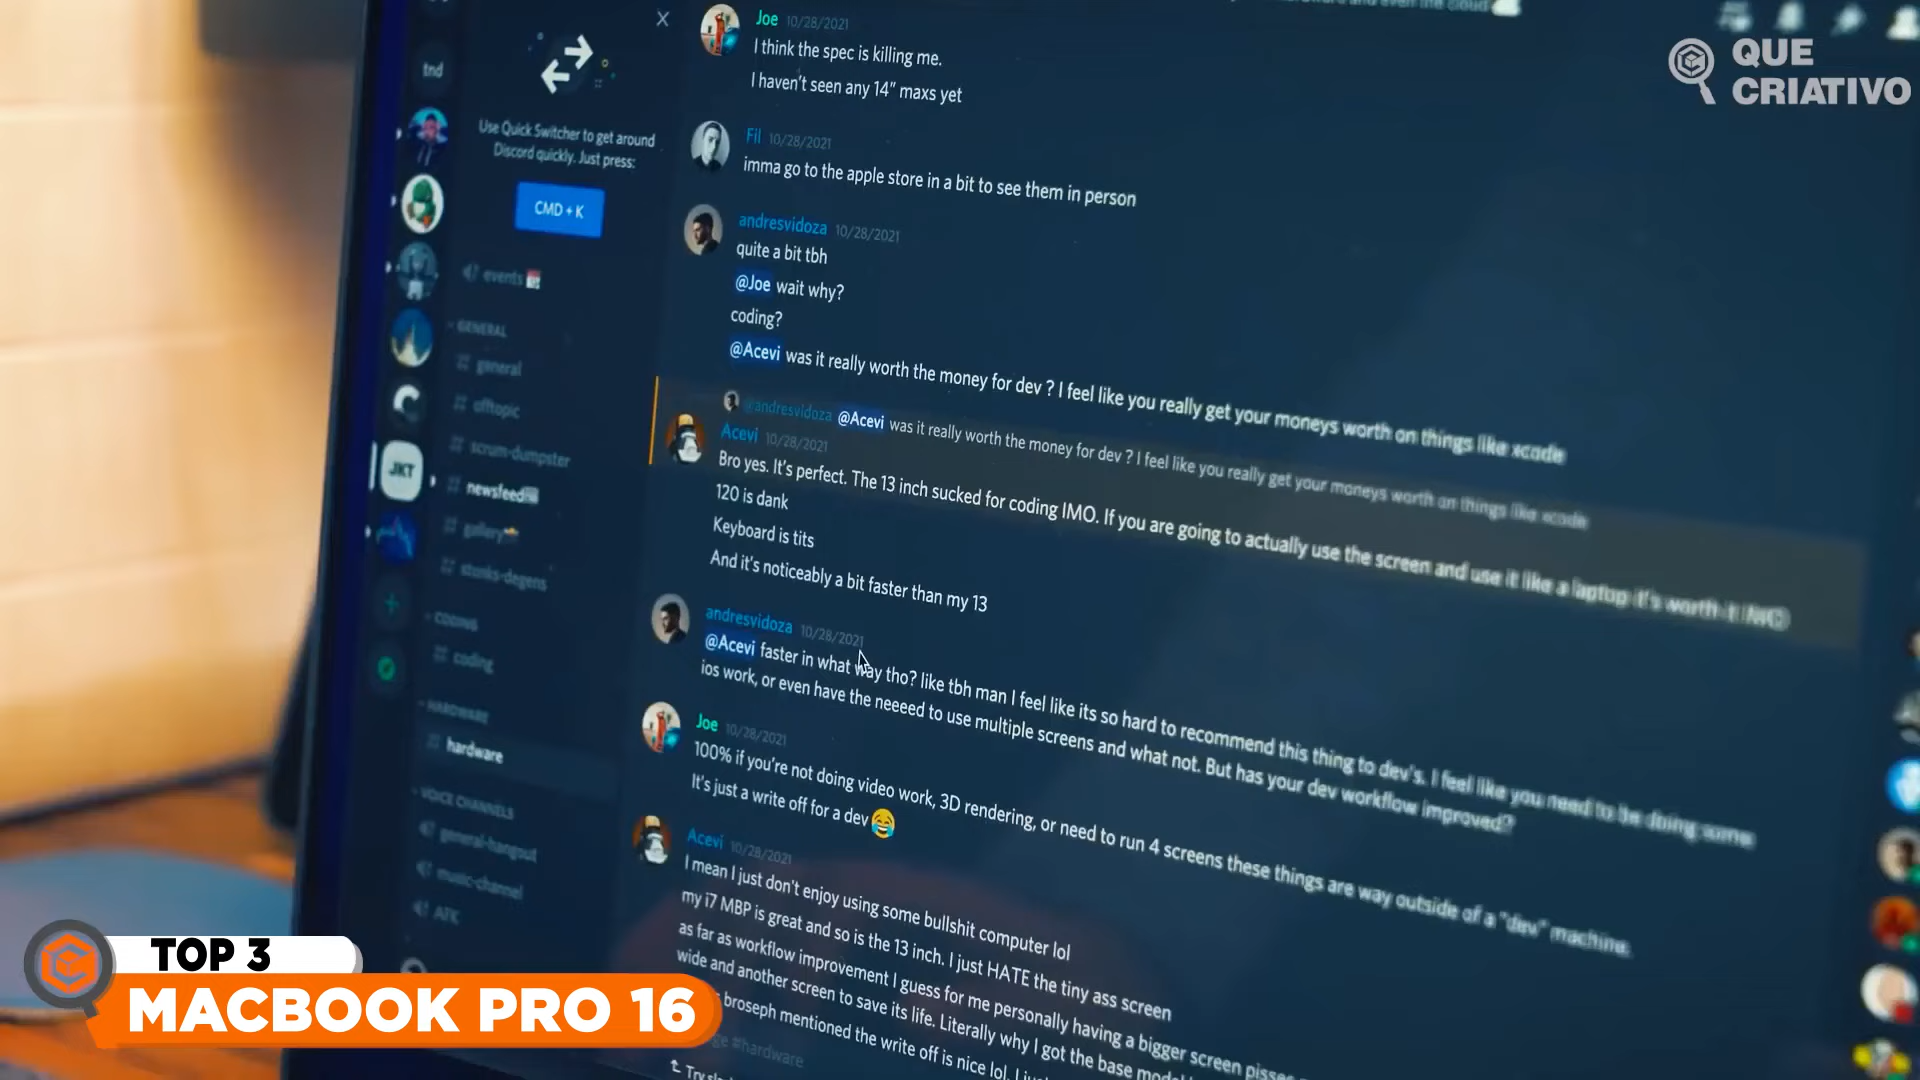 QUE
CRIATIVO
tnd
Use Quick Switcher to get around
Discord quickly. Just press:
CMD + K
events
GENERAL
general
offtopic
scrum-dumpster
JKT
newsfeed
gallery
stonks-degens
CODING
coding
HARDWARE
hardware
VOICE CHANNELS
general-hangout
music-channel
AFK
Joe 10/28/2021
I think the spec is killing me.
I haven't seen any 14" maxs yet
Fil 10/28/2021
imma go to the apple store in a bit to see them in person
andresvidoza 10/28/2021
quite a bit tbh
@Joe wait why?
coding?
@Acevi was it really worth the money for dev ? I feel like you really get your moneys worth on things like xcode
@andresvidoza @Acevi was it really worth the money for dev ? I feel like you really get your moneys worth on things like xcode
Acevi 10/28/2021
Bro yes. It's perfect. The 13 inch sucked for coding IMO. If you are going to actually use the screen and use it like a laptop it's worth it IMO
120 is dank
Keyboard is tits
And it's noticeably a bit faster than my 13
andresvidoza 10/28/2021
@Acevi faster in what way tho? like tbh man I feel like its so hard to recommend this thing to dev's. I feel like you need to be doing some
ios work, or even have the neeeed to use multiple screens and what not. But has your dev workflow improved?
Joe 10/28/2021
100% if you're not doing video work, 3D rendering, or need to run 4 screens these things are way outside of a "dev" machine.
It's just a write off for a dev 😂
Acevi 10/28/2021
I mean I just don't enjoy using some bullshit computer lol
my i7 MBP is great and so is the 13 inch. I just HATE the tiny ass screen
as far as workflow improvement I guess for me personally having a bigger screen
wide and another screen to save its life. Literally why I got the base
broseph mentioned the write off is nice lol.
#hardware
TOP 3
MACBOOK PRO 16